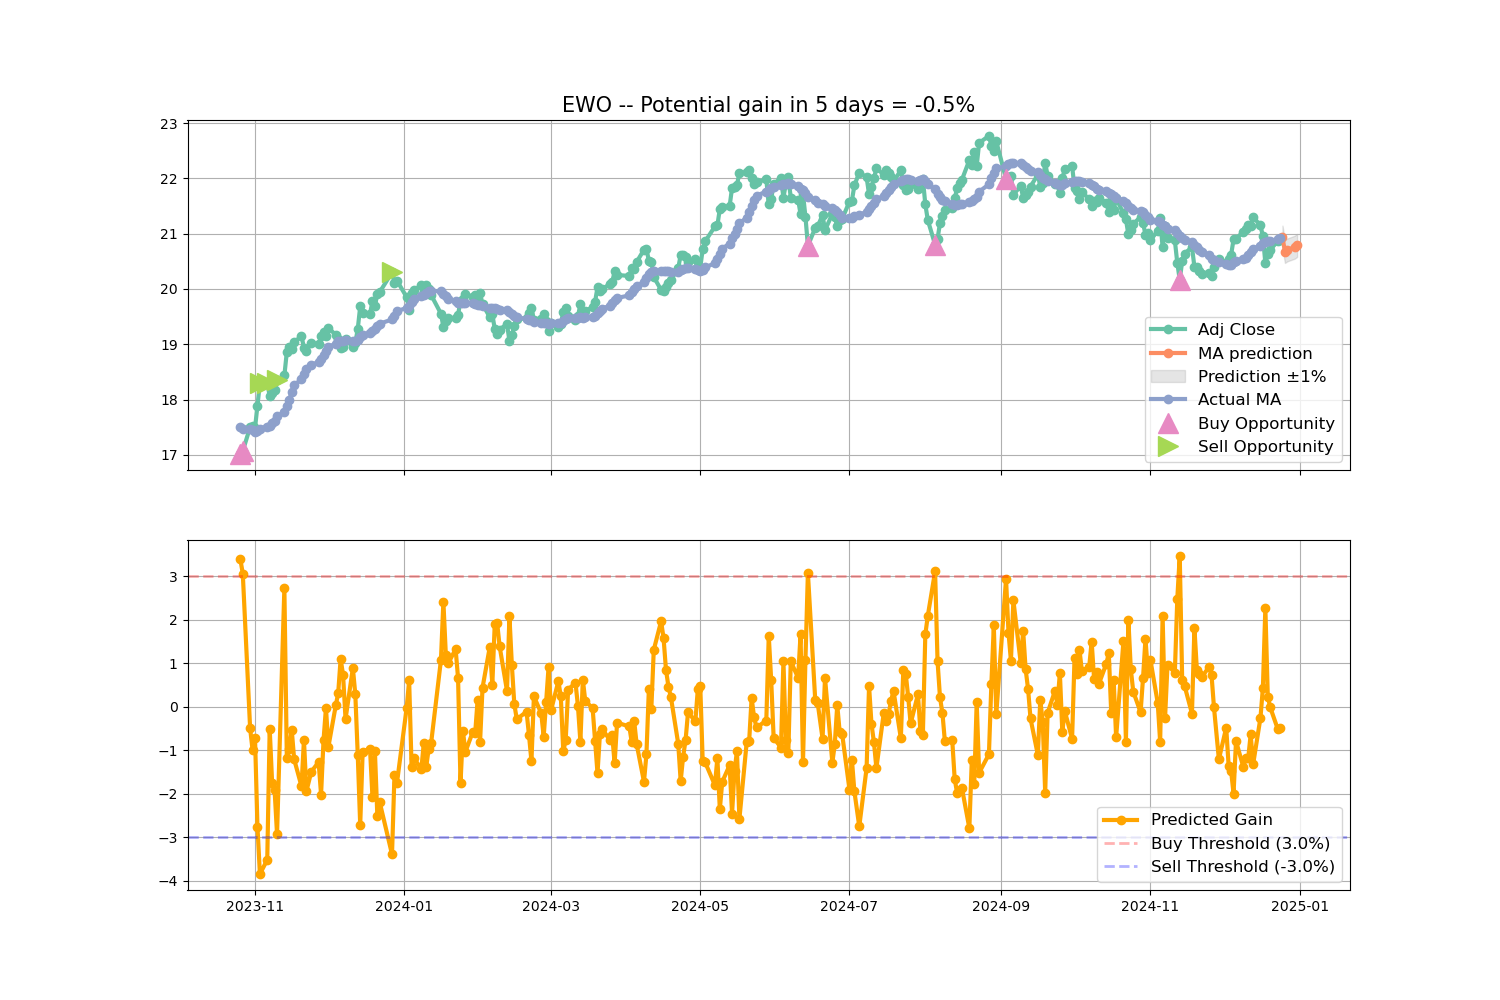 EWO -- Potential gain in 5 days = -0.5%
23
22
21
20
19
18
17
Adj Close
MA prediction
Prediction ±1%
Actual MA
Buy Opportunity
Sell Opportunity
3
2
1
0
−1
−2
−3
−4
Predicted Gain
Buy Threshold (3.0%)
Sell Threshold (-3.0%)
2023-11
2024-01
2024-03
2024-05
2024-07
2024-09
2024-11
2025-01